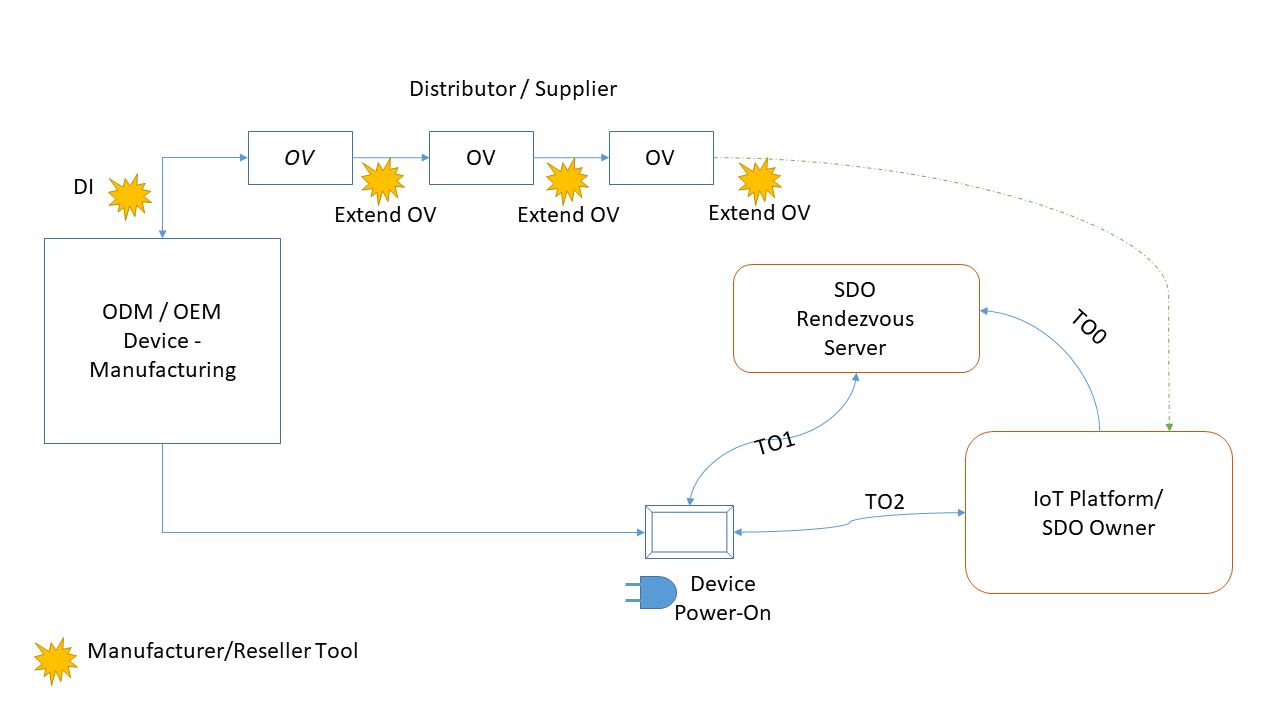 Distributor / Supplier
OV
OV
OV
DI
Extend OV
Extend OV
Extend OV
ODM / OEM
Device -
Manufacturing
SDO
Rendezvous
Server
TO0
TO1
TO2
IoT Platform/
SDO Owner
Device
Power-On
Manufacturer/Reseller Tool